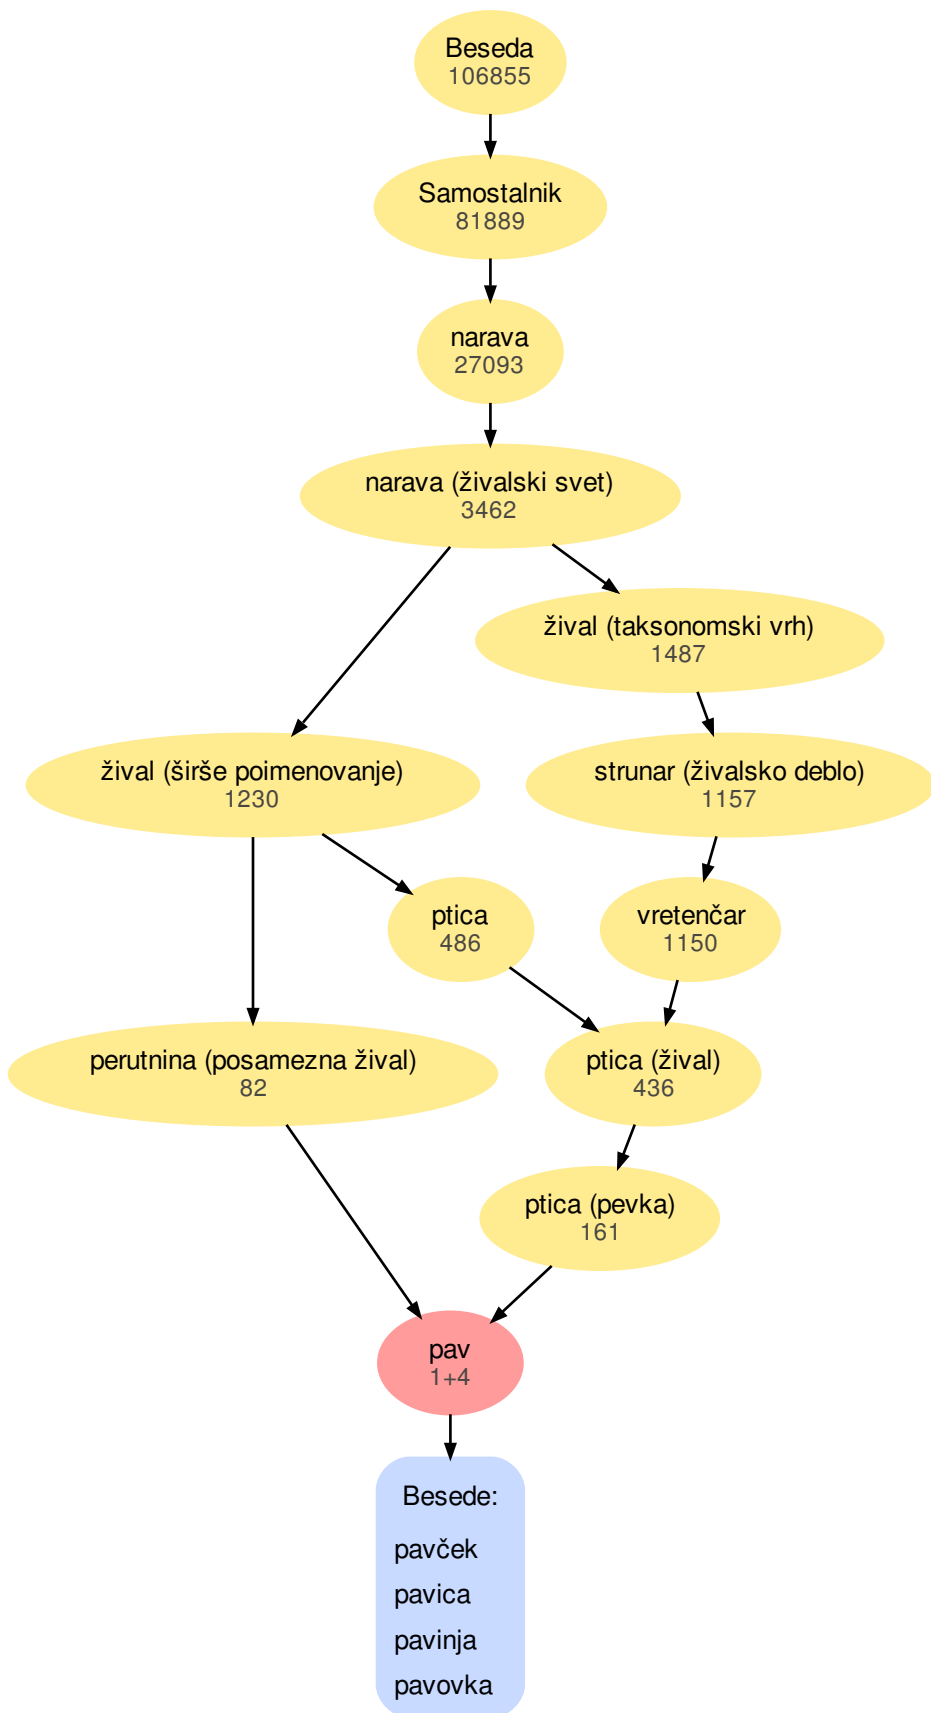 Beseda
106855
Samostalnik
81889
narava
27093
narava (živalski svet)
3462
žival (taksonomski vrh)
1487
žival (širše poimenovanje)
1230
strunar (živalsko deblo)
1157
ptica
486
vretenčar
1150
perutnina (posamezna žival)
82
ptica (žival)
436
ptica (pevka)
161
pav
1+4
Besede:
pavček
pavica
pavinja
pavovka